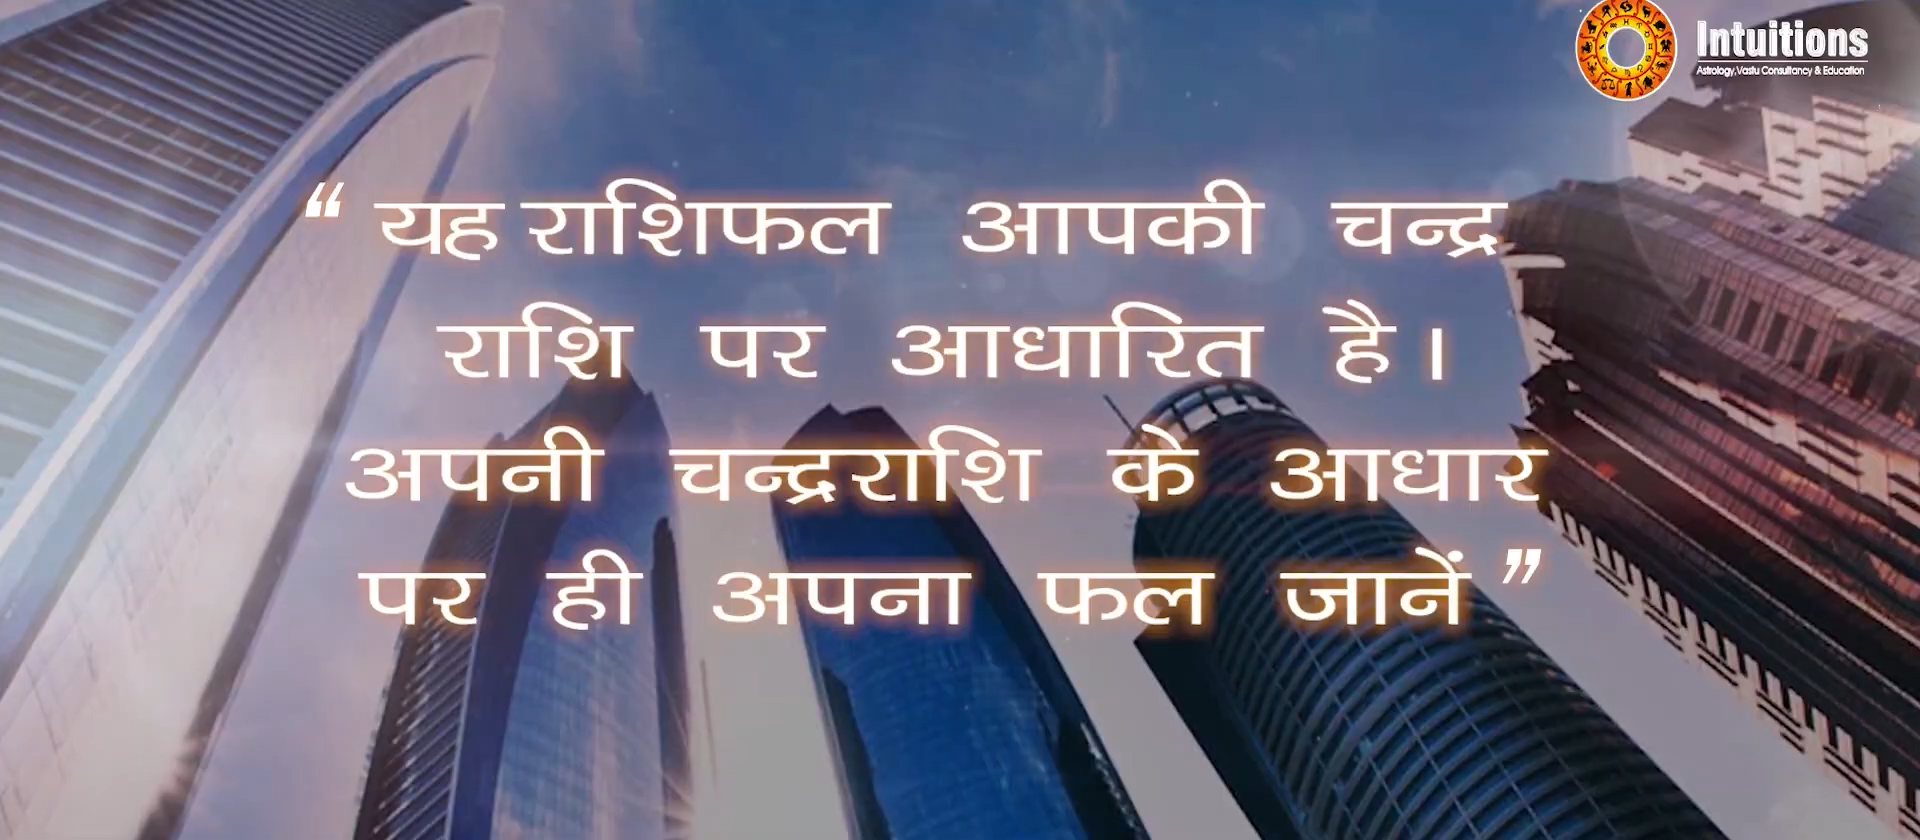 Intuitions
Astrology,Vastu Consultancy & Education
“ यह राशिफल आपकी चन्द्र
राशि पर आधारित है।
अपनी चन्द्रराशि के आधार
पर ही अपना फल जानें ”